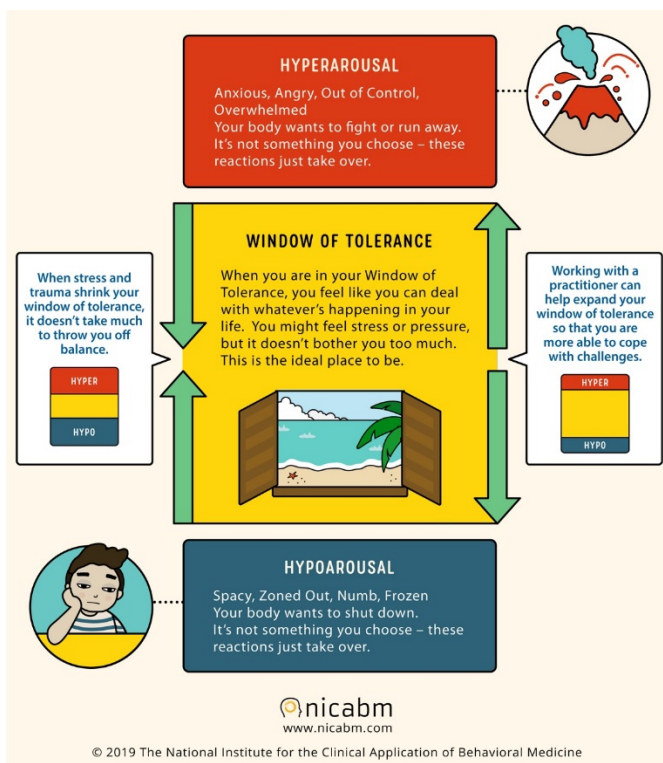 HYPERAROUSAL
Anxious, Angry, Out of Control,
Overwhelmed
Your body wants to fight or run away.
It's not something you choose – these
reactions just take over.
WINDOW OF TOLERANCE
When you are in your Window of
Tolerance, you feel like you can deal
with whatever's happening in your
life. You might feel stress or pressure,
but it doesn't bother you too much.
This is the ideal place to be.
When stress and
trauma shrink your
window of tolerance,
it doesn't take much
to throw you off
balance.
HYPER
HYPO
Working with a
practitioner can
help expand your
window of tolerance
so that you are
more able to cope
with challenges.
HYPER
HYPO
HYPOAROUSAL
Spacy, Zoned Out, Numb, Frozen
Your body wants to shut down.
It's not something you choose – these
reactions just take over.
nicabm
www.nicabm.com
© 2019 The National Institute for the Clinical Application of Behavioral Medicine